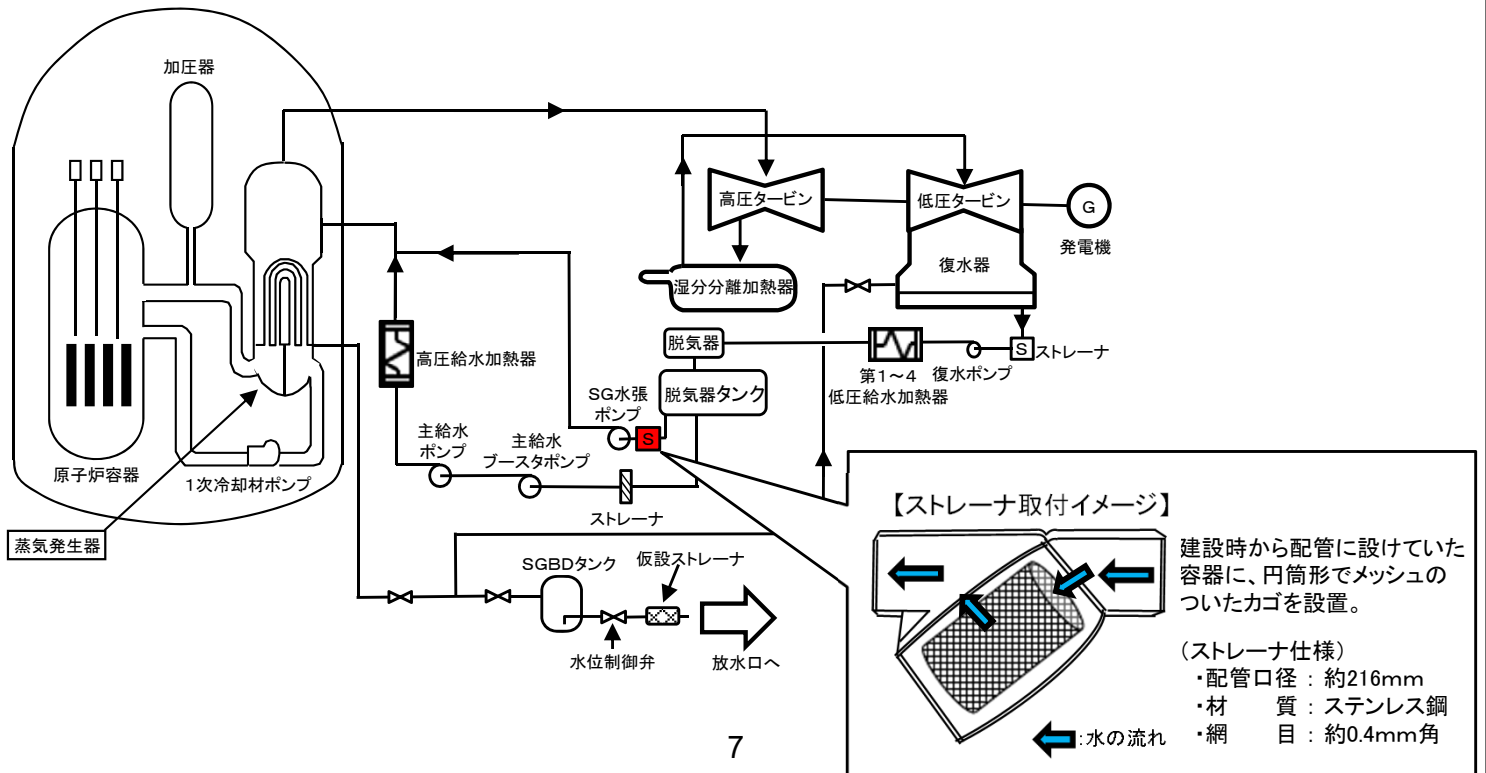 加圧器
高圧タービン
低圧タービン
G
発電機
湿分分離加熱器
復水器
脱気器
S
ストレーナ
高圧給水加熱器
第1~4
低圧給水加熱器
復水ポンプ
脱気器タンク
SG水張
ポンプ
S
主給水
ポンプ
主給水
ブースタポンプ
原子炉容器
1次冷却材ポンプ
ストレーナ
蒸気発生器
SGBDタンク
仮設ストレーナ
水位制御弁
放水口へ
【ストレーナ取付イメージ】
建設時から配管に設けていた
容器に、円筒形でメッシュの
ついたカゴを設置。
(ストレーナ仕様)
・配管口径 : 約216mm
・材 質 : ステンレス鋼
・網 目 : 約0.4mm角
:水の流れ
7